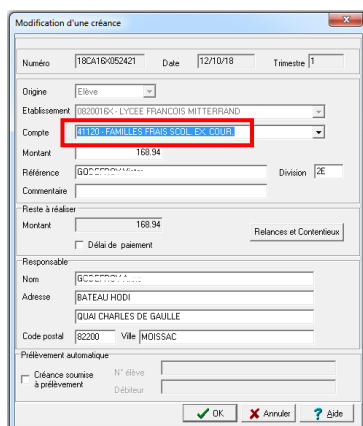 Modification d'une créance
Numéro 18CA16X052421 Date 12/10/18 Trimestre 1
Origine Elève
Etablissement 0820016X - LYCEE FRANCOIS MITTERRAND
Compte 41120 - FAMILLES FRAIS SCOL. EX. COUR.
Montant 168.94
Référence Division 2E
Commentaire
Reste à réaliser
Montant 168.94
Délai de paiement
Relances et Contentieux
Responsable
Nom
Adresse BATEAU HODI
QUAI CHARLES DE GAULLE
Code postal 82200 Ville MOISSAC
Prélèvement automatique
Créance soumise à prélèvement
N° élève
Débiteur
OK Annuler ? Aide